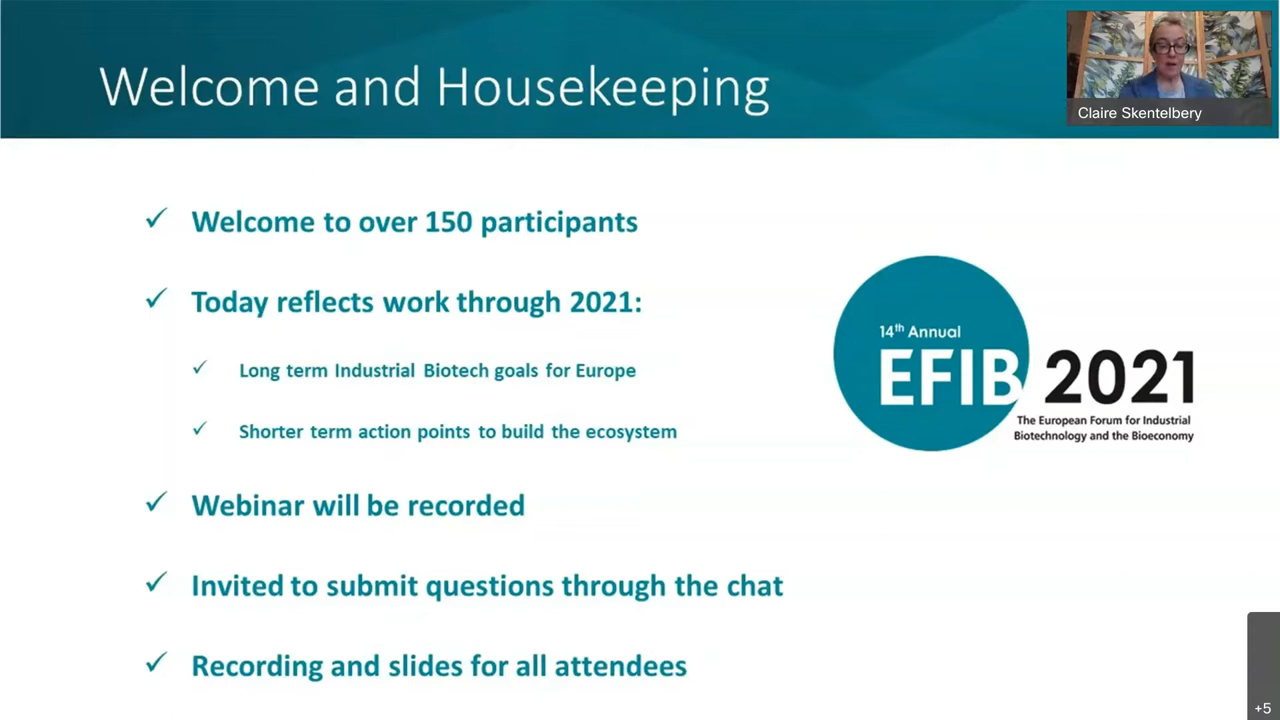 Welcome and Housekeeping
Claire Skentelbery
✓ Welcome to over 150 participants
✓ Today reflects work through 2021:
✓ Long term Industrial Biotech goals for Europe
✓ Shorter term action points to build the ecosystem
✓ Webinar will be recorded
✓ Invited to submit questions through the chat
✓ Recording and slides for all attendees
14th Annual
EFIB 2021
The European Forum for Industrial
Biotechnology and the Bioeconomy
+5